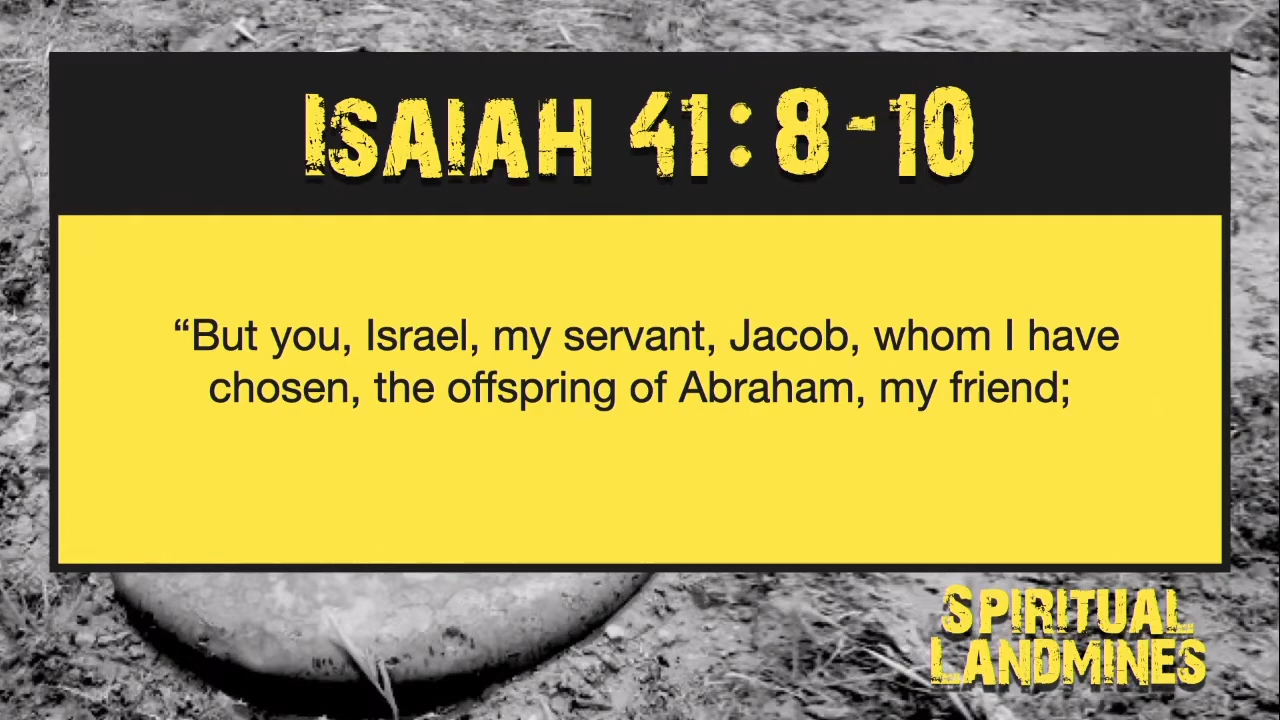 ISAIAH 41:8-10
“But you, Israel, my servant, Jacob, whom I have
chosen, the offspring of Abraham, my friend;
SPIRITUAL
LANDMINES